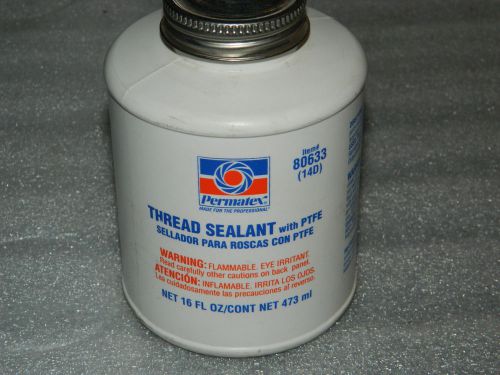 Item#
80633
(14D)
Permatex®
MADE FOR THE PROFESSIONAL®
THREAD SEALANT with PTFE
SELLADOR PARA ROSCAS CON PTFE
WARNING: FLAMMABLE. EYE IRRITANT.
Read carefully other cautions on back panel.
ATENCIÓN: INFLAMABLE. IRRITA LOS OJOS.
Lea cuidadosamente las precauciones al reverso.
NET 16 FL OZ/CONT NET 473 ml